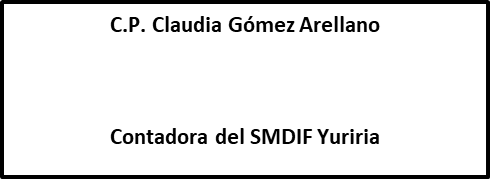 C.P. Claudia Gómez Arellano
Contadora del SMDIF Yuriria